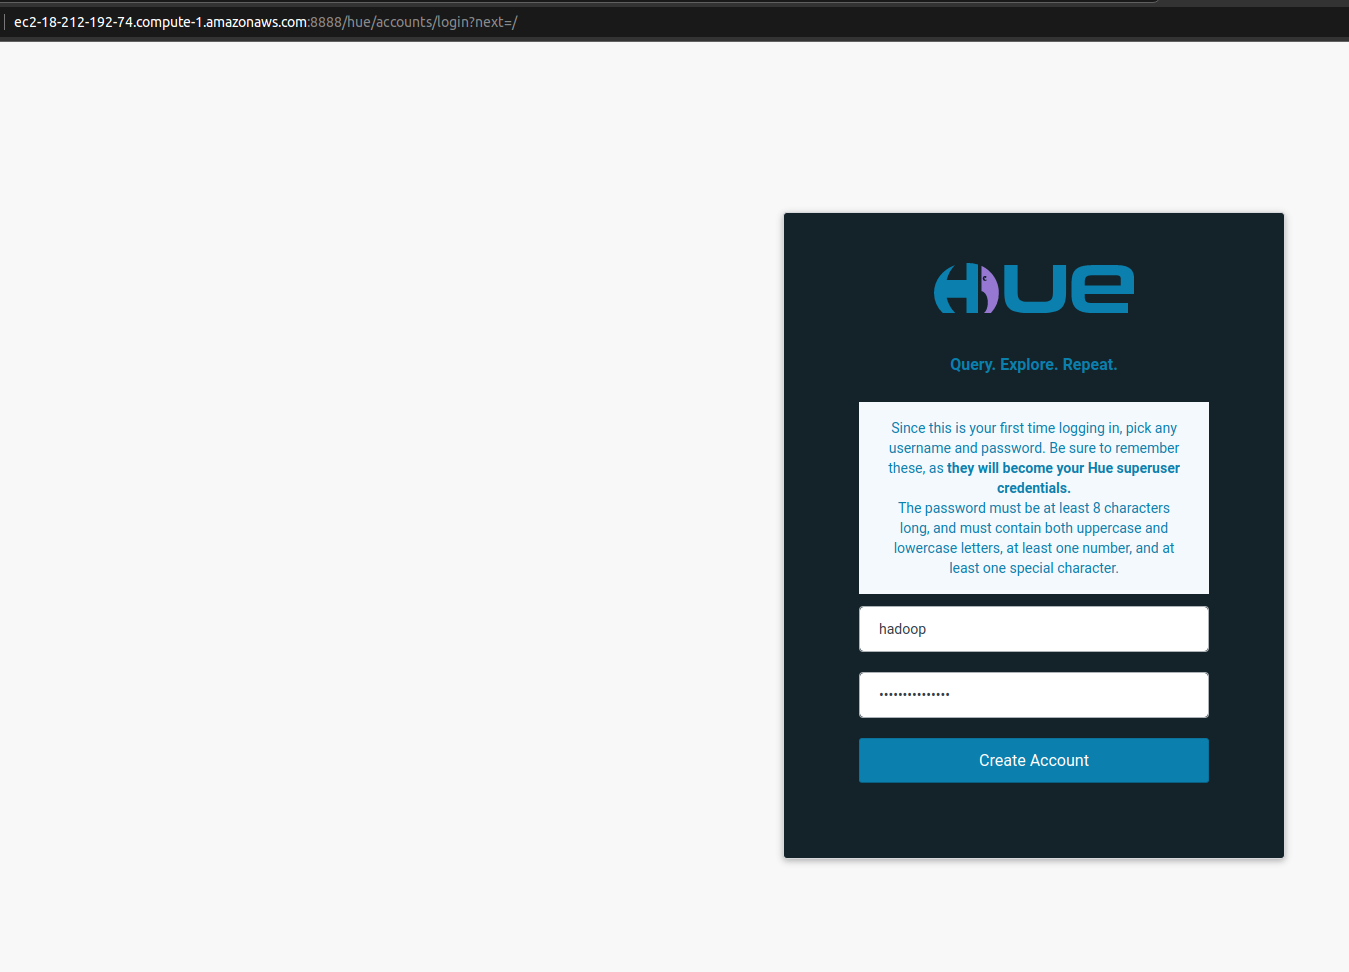 ec2-18-212-192-74.compute-1.amazonaws.com:8888/hue/accounts/login?next=/
HUE
Query. Explore. Repeat.
Since this is your first time logging in, pick any
username and password. Be sure to remember
these, as they will become your Hue superuser
credentials.
The password must be at least 8 characters
long, and must contain both uppercase and
lowercase letters, at least one number, and at
least one special character.
hadoop
•••••••••••••••
Create Account